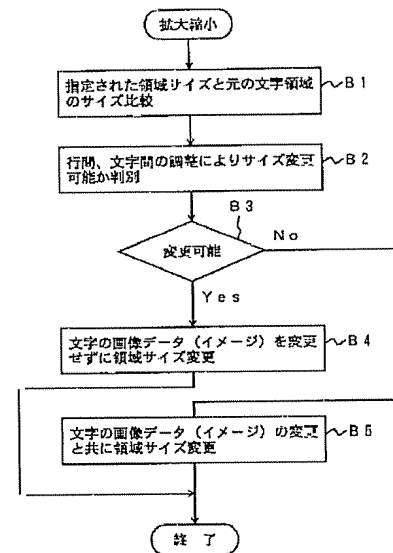 拡大縮小
指定された領域サイズと元の文字領域
のサイズ比較
B1
行間、文字間の調整によりサイズ変更
可能か判別
B2
B3
変更可能
No
Yes
文字の画像データ（イメージ）を変更
せずに領域サイズ変更
B4
文字の画像データ（イメージ）の変更
と共に領域サイズ変更
B5
終了